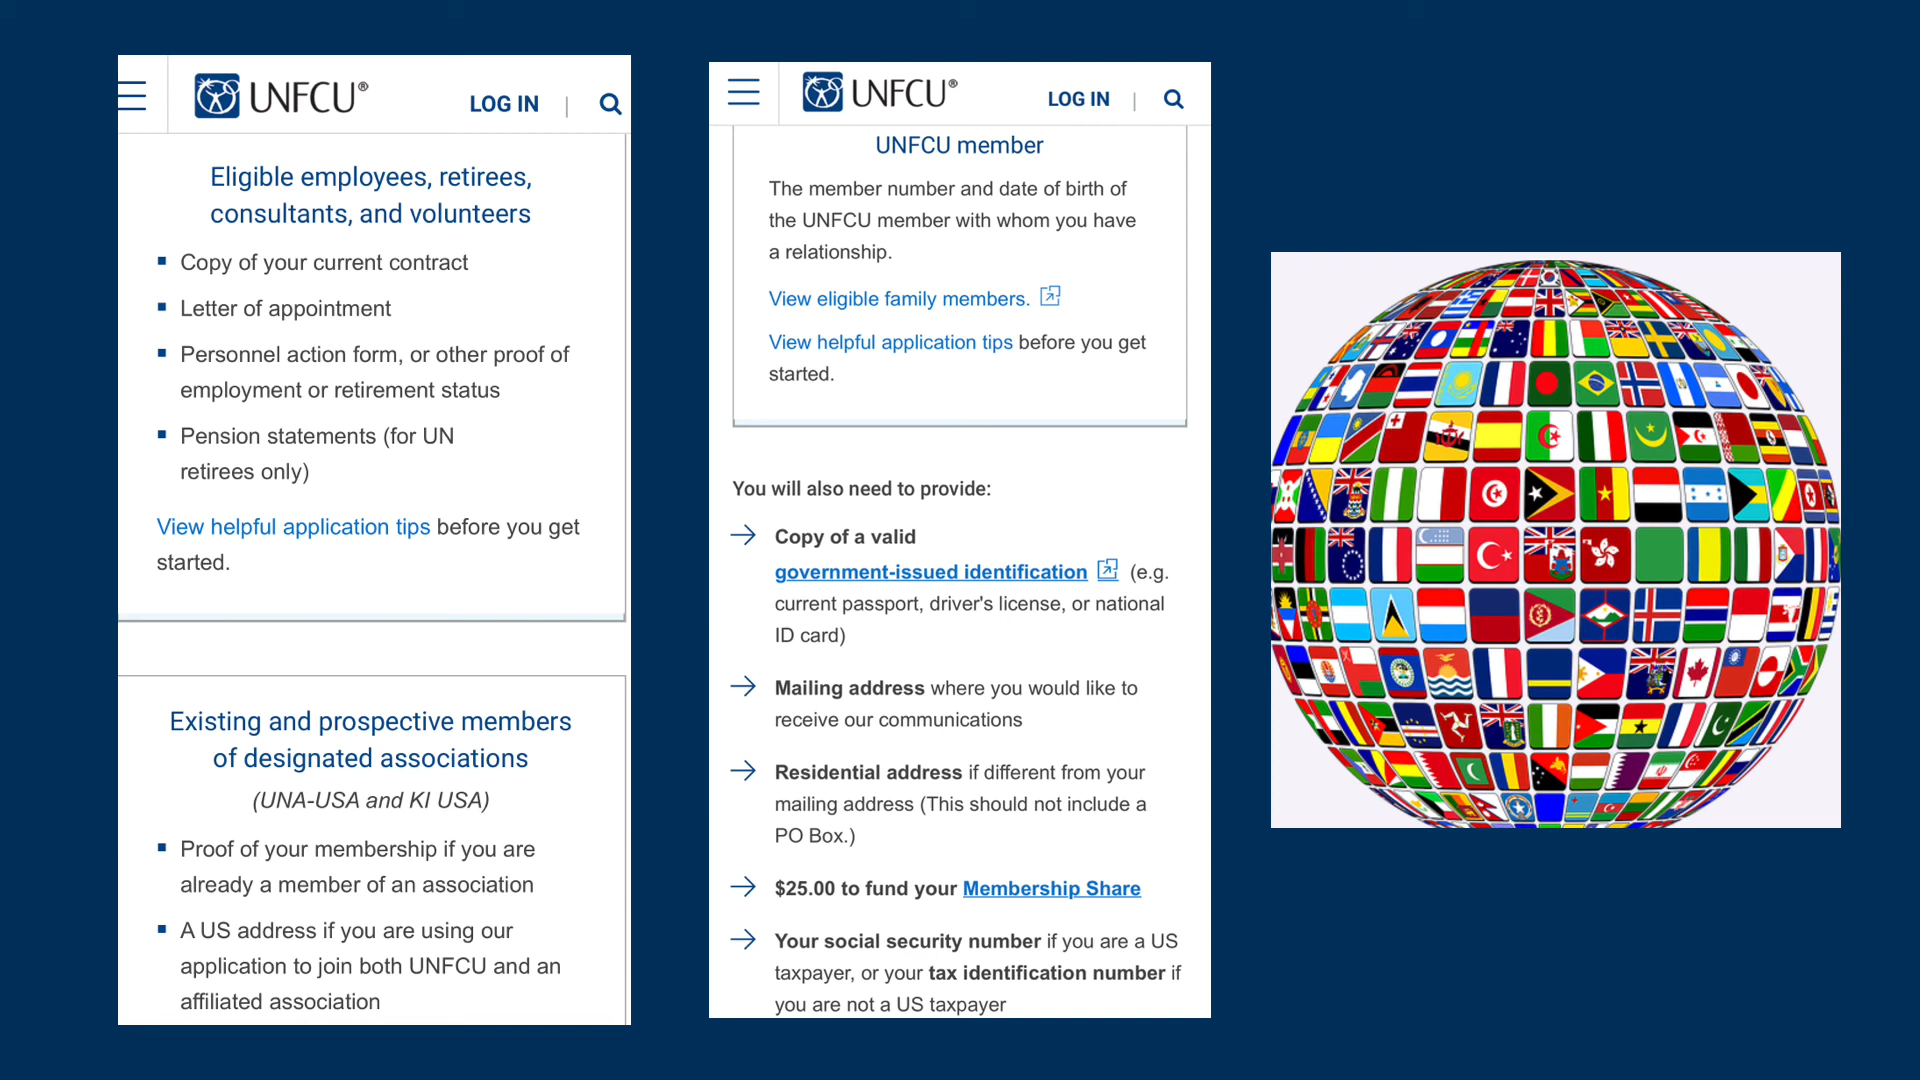 UNFCU®
LOG IN |
Eligible employees, retirees,
consultants, and volunteers
▪ Copy of your current contract
▪ Letter of appointment
▪ Personnel action form, or other proof of
employment or retirement status
▪ Pension statements (for UN
retirees only)
View helpful application tips before you get
started.
Existing and prospective members
of designated associations
(UNA-USA and KI USA)
▪ Proof of your membership if you are
already a member of an association
▪ A US address if you are using our
application to join both UNFCU and an
affiliated association
UNFCU®
LOG IN |
UNFCU member
The member number and date of birth of
the UNFCU member with whom you have
a relationship.
View eligible family members.
View helpful application tips before you get
started.
You will also need to provide:
→ Copy of a valid
government-issued identification (e.g.
current passport, driver's license, or national
ID card)
→ Mailing address where you would like to
receive our communications
→ Residential address if different from your
mailing address (This should not include a
PO Box.)
→ $25.00 to fund your Membership Share
→ Your social security number if you are a US
taxpayer, or your tax identification number if
you are not a US taxpayer